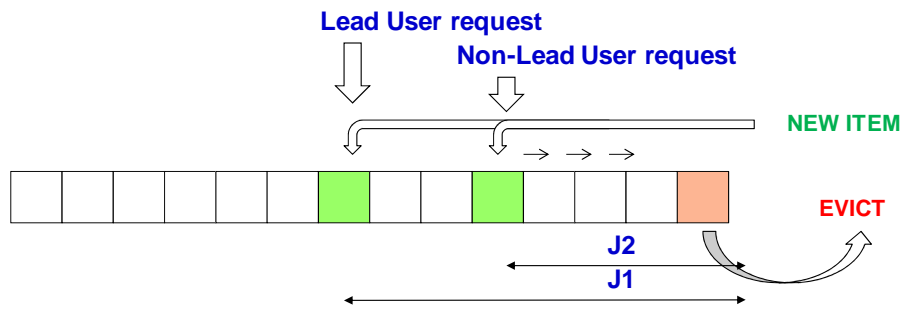 Lead User request
Non-Lead User request
NEW ITEM
EVICT
J2
J1